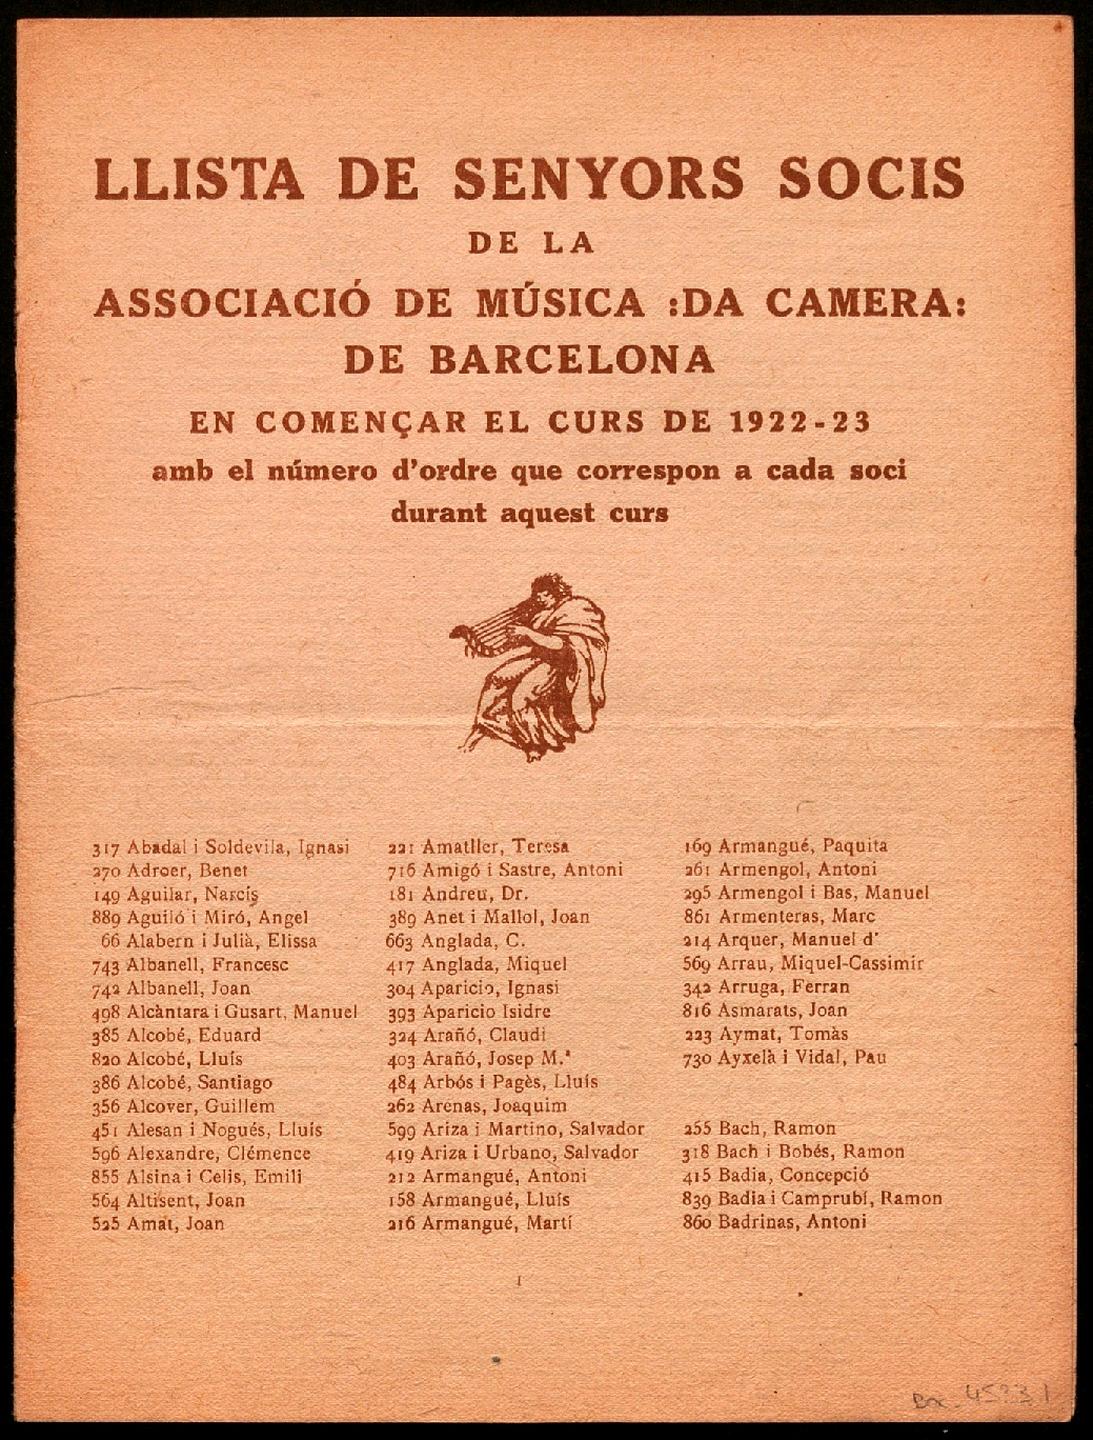 LLISTA DE SENYORS SOCIS
DE LA
ASSOCIACIÓ DE MÚSICA :DA CAMERA:
DE BARCELONA
EN COMENÇAR EL CURS DE 1922-23
amb el número d'ordre que correspon a cada soci
durant aquest curs
317 Abadal i Soldevila, Ignasi
270 Adroer, Benet
149 Aguilar, Narcís
889 Aguiló i Miró, Angel
66 Alabern i Julià, Elissa
743 Albanell, Francesc
742 Albanell, Joan
498 Alcàntara i Gusart, Manuel
385 Alcobé, Eduard
820 Alcobé, Lluís
386 Alcobé, Santiago
356 Alcover, Guillem
451 Alesan i Nogués, Lluís
596 Alexandre, Clémence
855 Alsina i Celis, Emili
564 Altisent, Joan
525 Amat, Joan
221 Amatller, Teresa
716 Amigó i Sastre, Antoni
181 Andreu, Dr.
389 Anet i Mallol, Joan
663 Anglada, C.
417 Anglada, Miquel
304 Aparicio, Ignasi
393 Aparicio Isidre
324 Arañó, Claudi
403 Arañó, Josep M.ª
484 Arbós i Pagès, Lluís
262 Arenas, Joaquim
599 Ariza i Martino, Salvador
419 Ariza i Urbano, Salvador
212 Armangué, Antoni
158 Armangué, Lluís
216 Armangué, Martí
169 Armangué, Paquita
261 Armengol, Antoni
295 Armengol i Bas, Manuel
861 Armenteras, Marc
214 Arquer, Manuel d'
569 Arrau, Miquel-Cassimir
342 Arruga, Ferran
816 Asmarats, Joan
223 Aymat, Tomàs
730 Ayxelà i Vidal, Pau
255 Bach, Ramon
318 Bach i Bobés, Ramon
415 Badia, Concepció
839 Badia i Camprubí, Ramon
860 Badrinas, Antoni
1